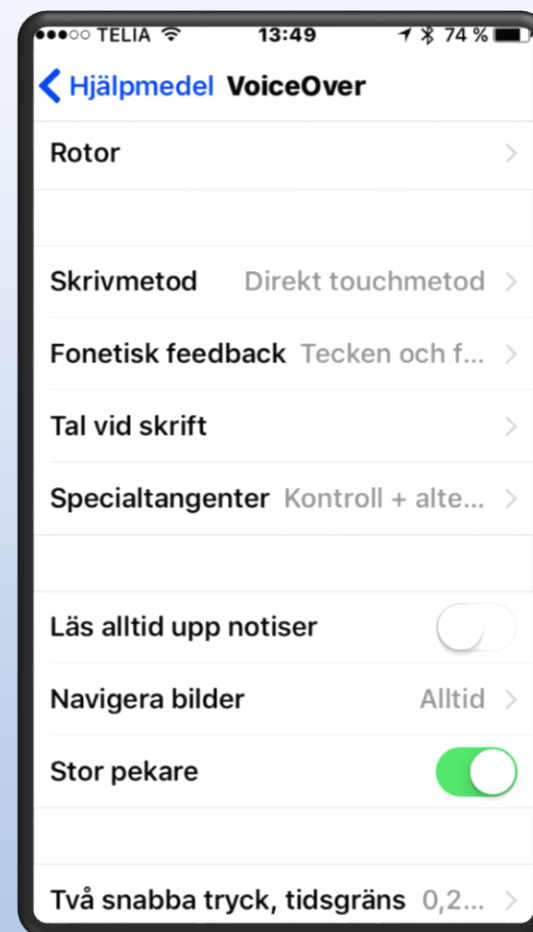 TELIA 13:49 74 %
Hjälpmedel VoiceOver
Rotor
Skrivmetod Direkt touchmetod
Fonetisk feedback Tecken och f...
Tal vid skrift
Specialtangenter Kontroll + alte...
Läs alltid upp notiser
Navigera bilder Alltid
Stor pekare
Två snabba tryck, tidsgräns 0,2...